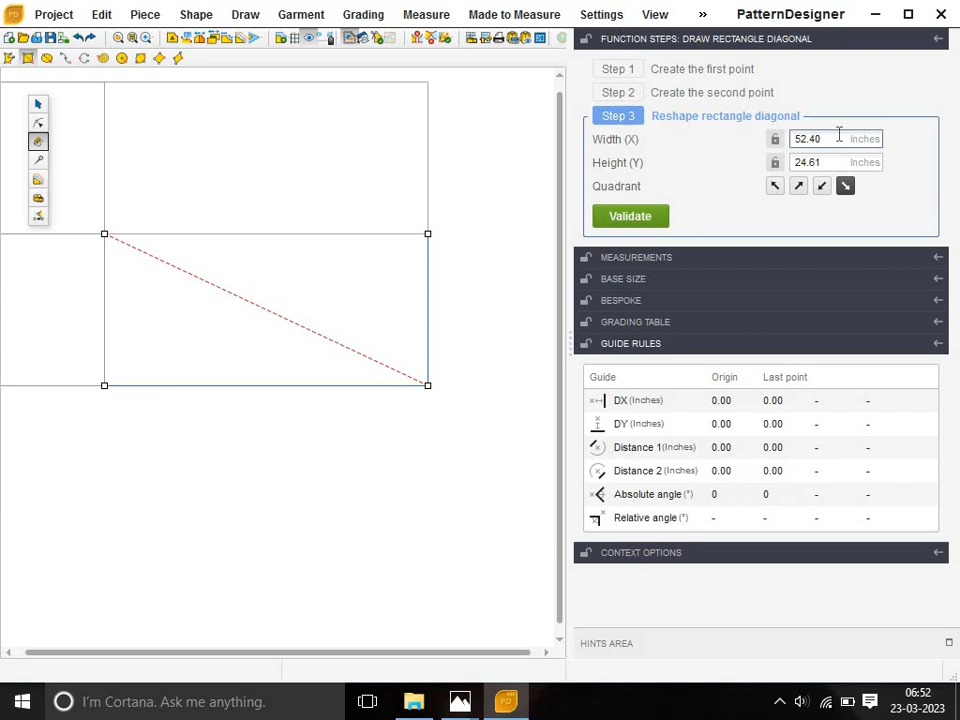 Project Edit Piece Shape Draw Garment Grading Measure Made to Measure Settings View » PatternDesigner
FUNCTION STEPS: DRAW RECTANGLE DIAGONAL
Step 1 Create the first point
Step 2 Create the second point
Step 3 Reshape rectangle diagonal
Width (X) 52.40 Inches
Height (Y) 24.61 Inches
Quadrant
Validate
MEASUREMENTS
BASE SIZE
BESPOKE
GRADING TABLE
GUIDE RULES
Guide Origin Last point
DX (Inches) 0.00 0.00 - -
DY (Inches) 0.00 0.00 - -
Distance 1(Inches) 0.00 0.00 - -
Distance 2 (Inches) 0.00 0.00 - -
Absolute angle (°) 0 0 - -
Relative angle (°) - - - -
CONTEXT OPTIONS
HINTS AREA
I'm Cortana. Ask me anything.
06:52
23-03-2023